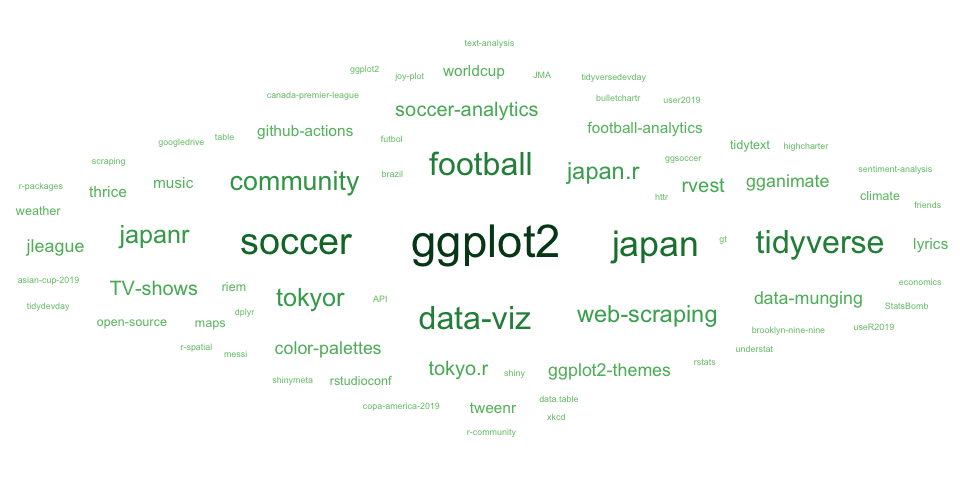 text-analysis
ggplot2
joy-plot
worldcup
JMA
tidyversedevday
canada-premier-league
soccer-analytics
bulletchartr
user2019
googledrive
table
github-actions
futbol
football-analytics
tidytext
highcharter
scraping
football
ggsoccer
sentiment-analysis
r-packages
thrice
music
community
brazil
japan.r
httr
rvest
gganimate
climate
friends
weather
jleague
japanr
soccer
ggplot2
japan
gt
tidyverse
lyrics
asian-cup-2019
TV-shows
riem
tokyor
API
data-munging
economics
StatsBomb
tidydevday
open-source
maps
dplyr
data-viz
web-scraping
brooklyn-nine-nine
useR2019
r-spatial
messi
color-palettes
understat
shinymeta
rstudioconf
tokyo.r
shiny
ggplot2-themes
rstats
copa-america-2019
tweenr
data.table
xkcd
r-community